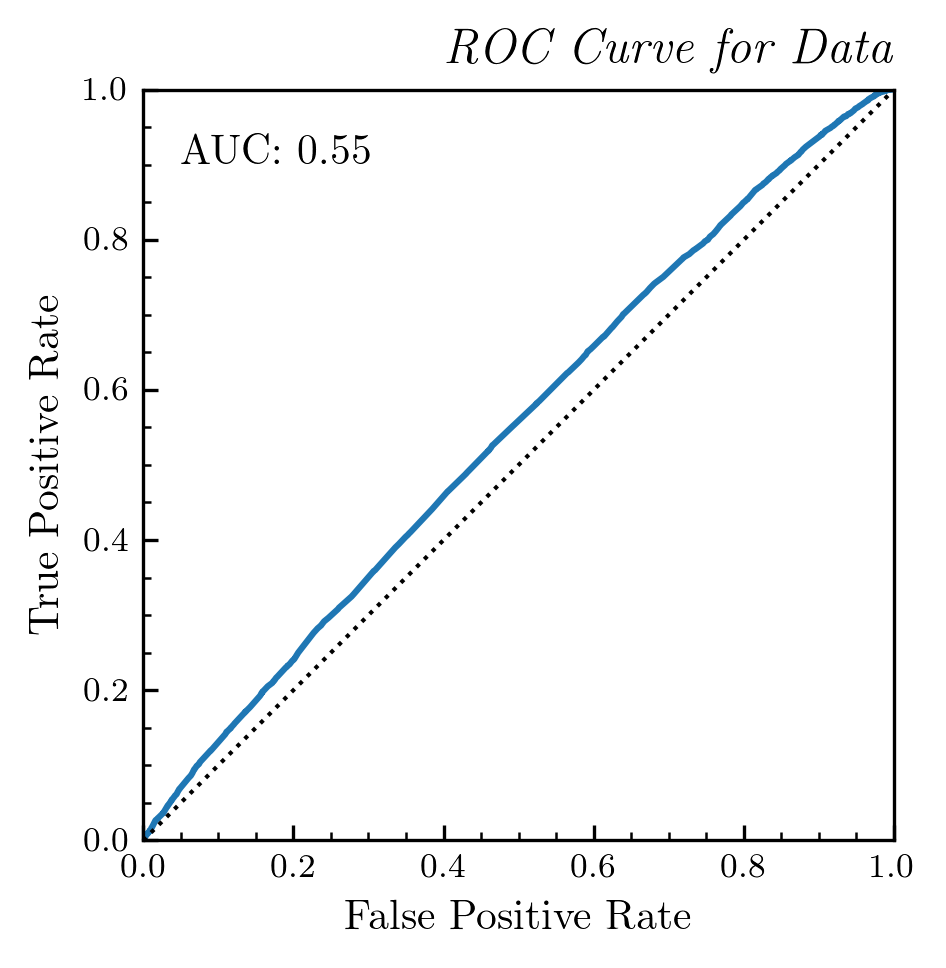 ROC Curve for Data
AUC: 0.55
True Positive Rate
1.0
0.8
0.6
0.4
0.2
0.0
0.0 0.2 0.4 0.6 0.8 1.0
False Positive Rate